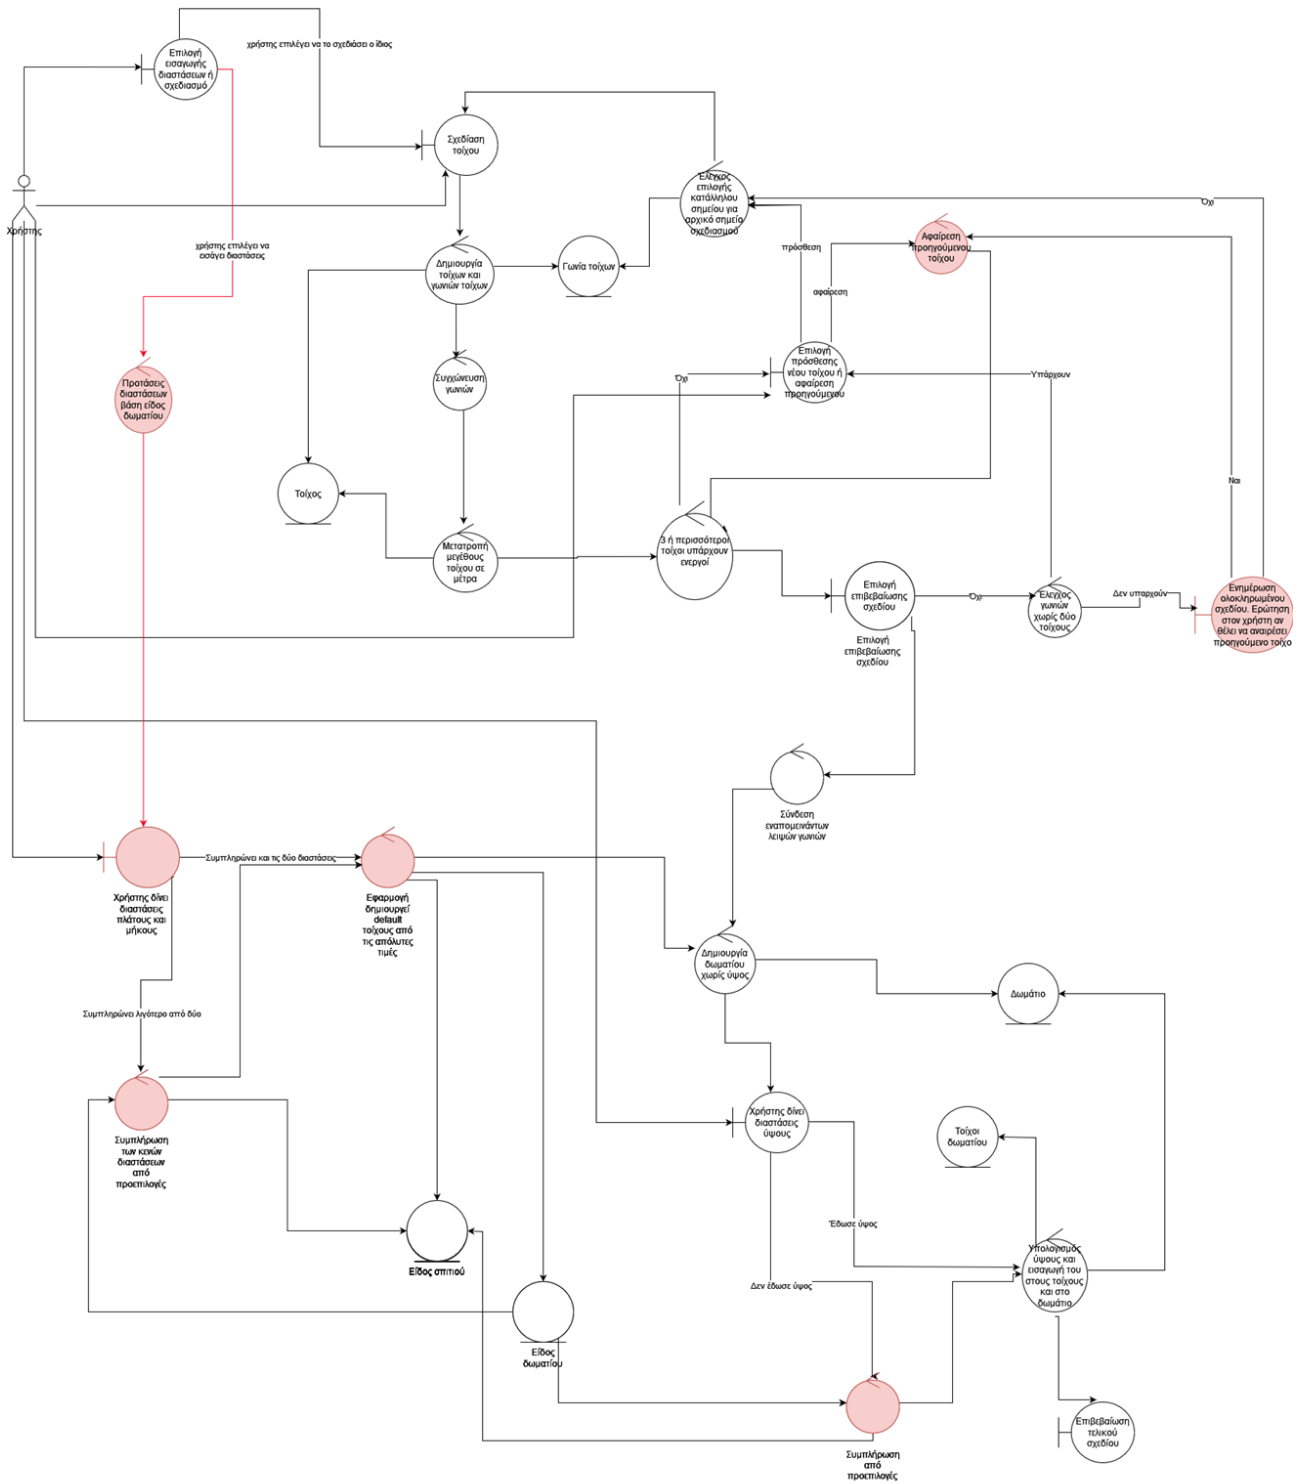 χρήστης επιλέγει να το σχεδιάσει ο ίδιος
Επιλογή
εισαγωγής
διαστάσεων ή
σχεδιασμό
Σχεδίαση
τοίχου
Έλεγχος
επιλογής
κατάλληλου
σημείου για
αρχικό σημείο
σχεδιασμού
Όχι
Χρήστης
χρήστης επιλέγει να
εισάγει διαστάσεις
πρόσθεση
Αφαίρεση
προηγούμενου
τοίχου
Δημιουργία
τοίχων και
γωνιών τοίχων
Γωνία τοίχων
αφαίρεση
Επιλογή
πρόσθεσης
νέου τοίχου ή
αφαίρεση
προηγούμενου
Προτάσεις
διαστάσεων
βάση είδος
δωματίου
Συγχώνευση
γωνιών
Όχι
Υπάρχουν
Ναι
Τοίχος
Μετατροπή
μεγέθους
τοίχου σε
μέτρα
3 ή περισσότεροι
τοίχοι υπάρχουν
ενεργοί
Επιλογή
επιβεβαίωσης
σχεδίου
Όχι
Έλεγχος
γωνιών
χωρίς δύο
τοίχους
Δεν υπαρχούν
Ενημέρωση
ολοκληρωμένου
σχεδίου. Ερώτηση
στον χρήστη αν
θέλει να αναιρέσει
προηγούμενο τοίχο
Επιλογή
επιβεβαίωσης
σχεδίου
Σύνδεση
εναπομεινάντων
λειψών γωνιών
Συμπληρώνει και τις δύο διαστάσεις
Χρήστης δίνει
διαστάσεις
πλάτους και
μήκους
Εφαρμογή
δημιουργεί
default
τοίχους από
τις απόλυτες
τιμές
Δημιουργία
δωματίου
χωρίς ύψος
Δωμάτιο
Συμπληρώνει λιγότερο από δύο
Συμπλήρωση
των κενών
διαστάσεων
από
προεπιλογές
Χρήστης δίνει
διαστάσεις
ύψους
Τοίχοι
δωματίου
Έδωσε ύψος
Είδος σπιτιού
Δεν έδωσε ύψος
Υπολογισμός
ύψους και
εισαγωγή του
στους τοίχους
και στο
δωμάτιο
Είδος
δωματίου
Επιβεβαίωση
τελικού
σχεδίου
Συμπλήρωση
από
προεπιλογές